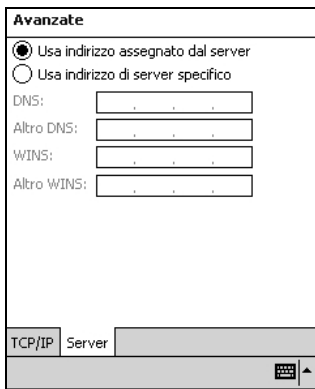 Avanzate
Usa indirizzo assegnato dal server
Usa indirizzo di server specifico
DNS:
Altro DNS:
WINS:
Altro WINS:
TCP/IP Server